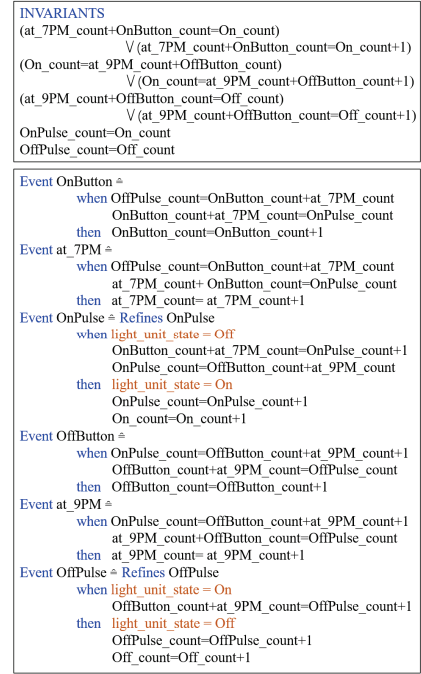 INVARIANTS
(at_7PM_count+OnButton_count=On_count)
\/ (at_7PM_count+OnButton_count=On_count+1)
(On_count=at_9PM_count+OffButton_count)
\/ (On_count=at_9PM_count+OffButton_count+1)
(at_9PM_count+OffButton_count=Off_count)
\/ (at_9PM_count+OffButton_count=Off_count+1)
OnPulse_count=On_count
OffPulse_count=Off_count
Event OnButton ≙
when OffPulse_count=OnButton_count+at_7PM_count
OnButton_count+at_7PM_count=OnPulse_count
then OnButton_count=OnButton_count+1
Event at_7PM ≙
when OffPulse_count=OnButton_count+at_7PM_count
at_7PM_count+ OnButton_count=OnPulse_count
then at_7PM_count= at_7PM_count+1
Event OnPulse ≙ Refines OnPulse
when light_unit_state = Off
OnButton_count+at_7PM_count=OnPulse_count+1
OnPulse_count=OffButton_count+at_9PM_count
then light_unit_state = On
OnPulse_count=OnPulse_count+1
On_count=On_count+1
Event OffButton ≙
when OnPulse_count=OffButton_count+at_9PM_count+1
OffButton_count+at_9PM_count=OffPulse_count
then OffButton_count=OffButton_count+1
Event at_9PM ≙
when OnPulse_count=OffButton_count+at_9PM_count+1
at_9PM_count+OffButton_count=OffPulse_count
then at_9PM_count= at_9PM_count+1
Event OffPulse ≙ Refines OffPulse
when light_unit_state = On
OffButton_count+at_9PM_count=OffPulse_count+1
then light_unit_state = Off
OffPulse_count=OffPulse_count+1
Off_count=Off_count+1